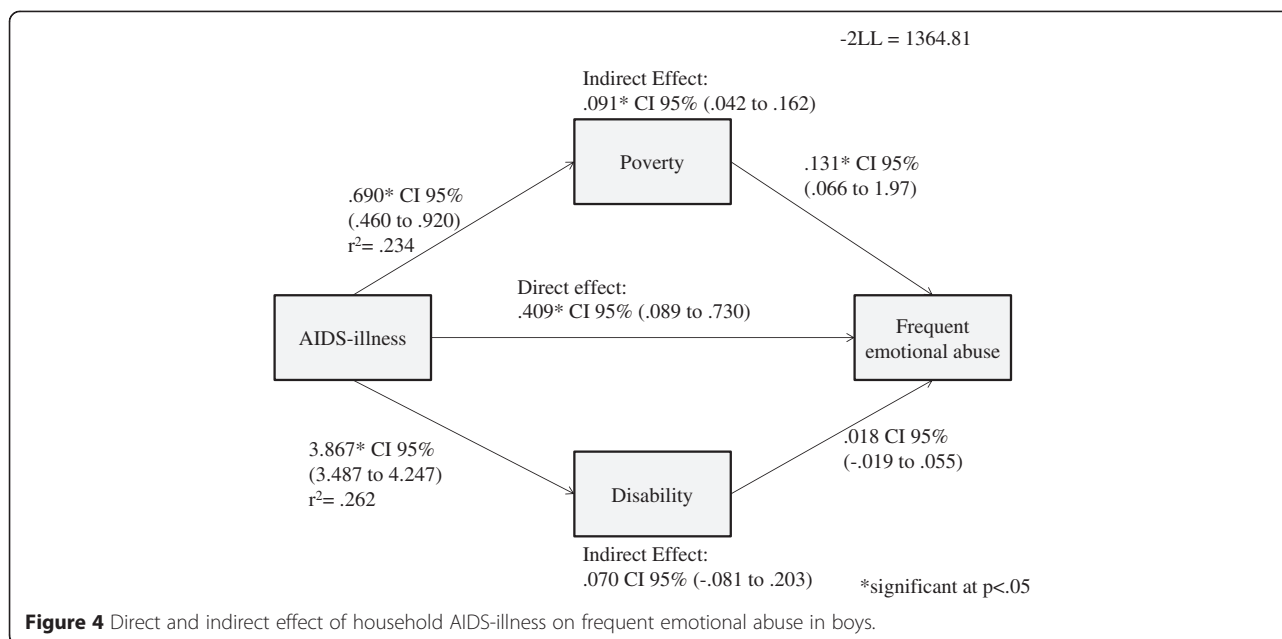 -2LL = 1364.81
Indirect Effect:
.091* CI 95% (.042 to .162)
Poverty
.131* CI 95%
(.066 to 1.97)
.690* CI 95%
(.460 to .920)
r²= .234
Direct effect:
.409* CI 95% (.089 to .730)
AIDS-illness
Frequent
emotional abuse
3.867* CI 95%
(3.487 to 4.247)
r²= .262
.018 CI 95%
(-.019 to .055)
Disability
Indirect Effect:
.070 CI 95% (-.081 to .203)
*significant at p<.05
Figure 4 Direct and indirect effect of household AIDS-illness on frequent emotional abuse in boys.